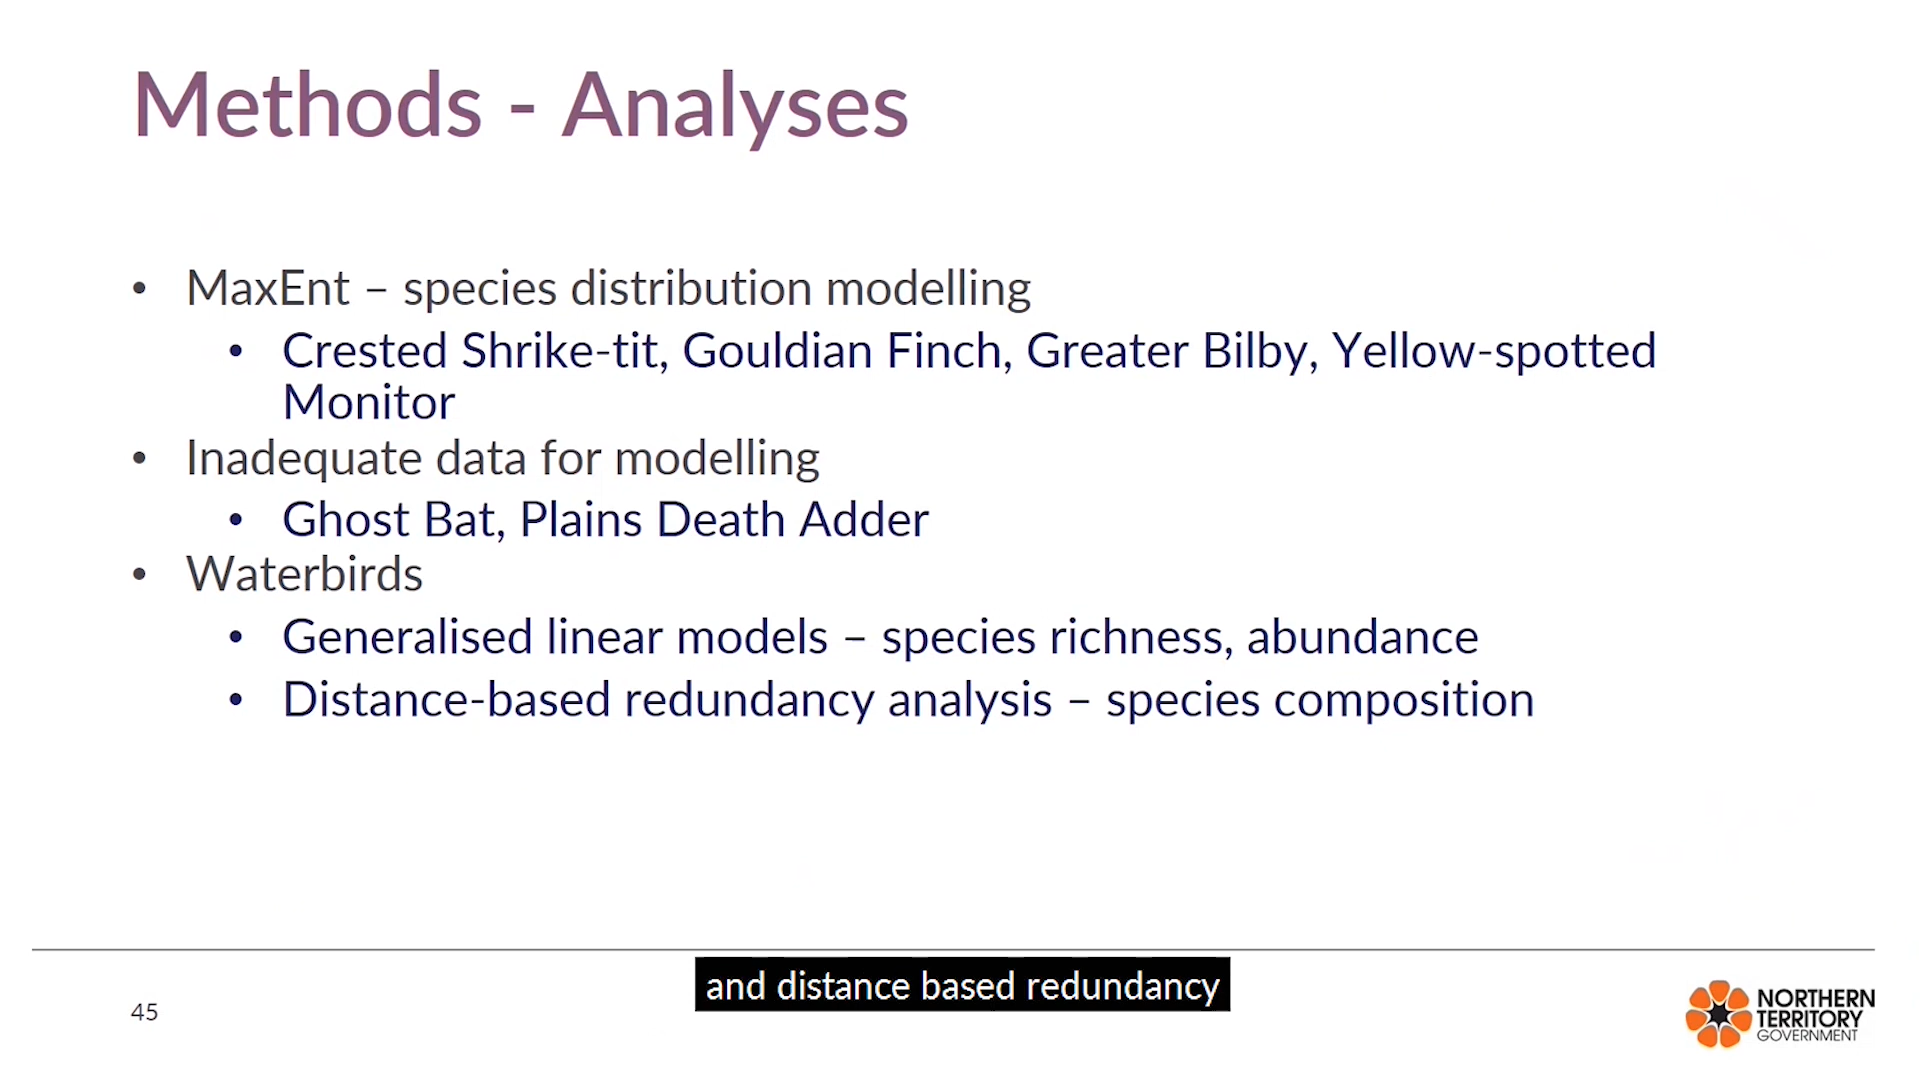 Methods - Analyses
• MaxEnt – species distribution modelling
• Crested Shrike-tit, Gouldian Finch, Greater Bilby, Yellow-spotted
Monitor
• Inadequate data for modelling
• Ghost Bat, Plains Death Adder
• Waterbirds
• Generalised linear models – species richness, abundance
• Distance-based redundancy analysis – species composition
and distance based redundancy
45
NORTHERN
TERRITORY
GOVERNMENT